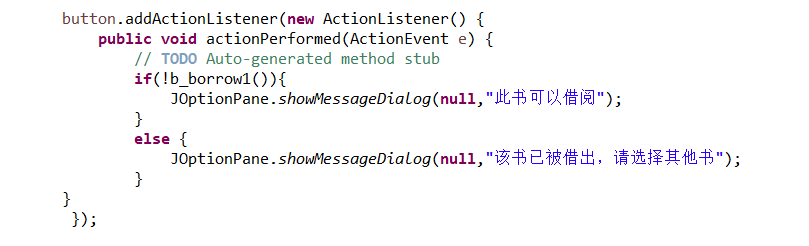 button.addActionListener(new ActionListener() {
public void actionPerformed(ActionEvent e) {
// TODO Auto-generated method stub
if(!b_borrow1()){
JOptionPane.showMessageDialog(null,"此书可以借阅");
}
else {
JOptionPane.showMessageDialog(null,"该书已被借出，请选择其他书");
}
}
});